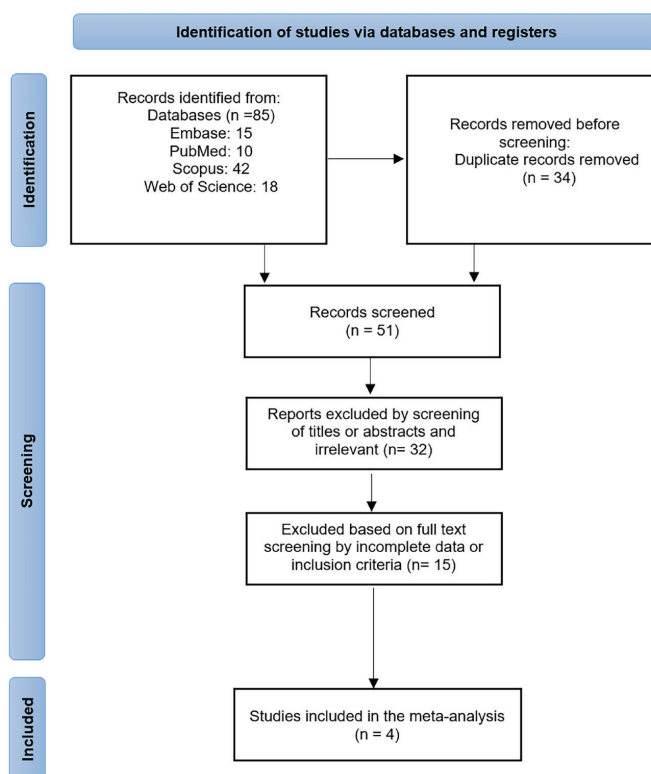 Identification of studies via databases and registers
Identification
Records identified from:
Databases (n =85)
Embase: 15
PubMed: 10
Scopus: 42
Web of Science: 18
Records removed before
screening:
Duplicate records removed
(n = 34)
Screening
Records screened
(n = 51)
Reports excluded by screening
of titles or abstracts and
irrelevant (n= 32)
Excluded based on full text
screening by incomplete data or
inclusion criteria (n= 15)
Included
Studies included in the meta-analysis
(n = 4)